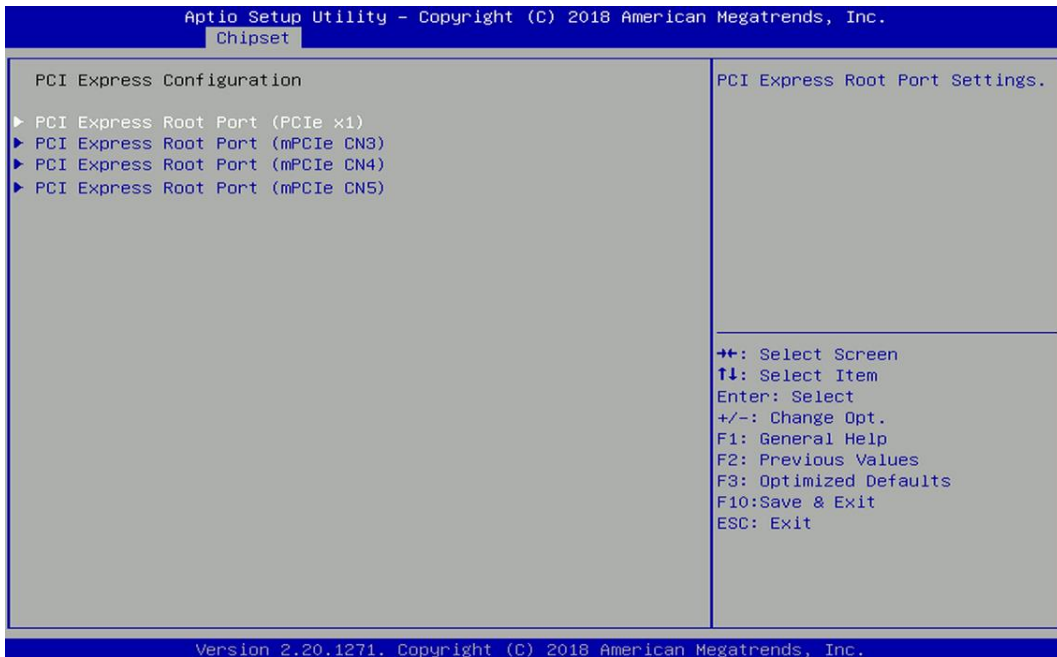 Aptio Setup Utility – Copyright (C) 2018 American Megatrends, Inc.
Chipset
PCI Express Configuration
▶ PCI Express Root Port (PCIe x1)
▶ PCI Express Root Port (mPCIe CN3)
▶ PCI Express Root Port (mPCIe CN4)
▶ PCI Express Root Port (mPCIe CN5)
PCI Express Root Port Settings.
→←: Select Screen
↑↓: Select Item
Enter: Select
+/-: Change Opt.
F1: General Help
F2: Previous Values
F3: Optimized Defaults
F10:Save & Exit
ESC: Exit
Version 2.20.1271. Copyright (C) 2018 American Megatrends, Inc.